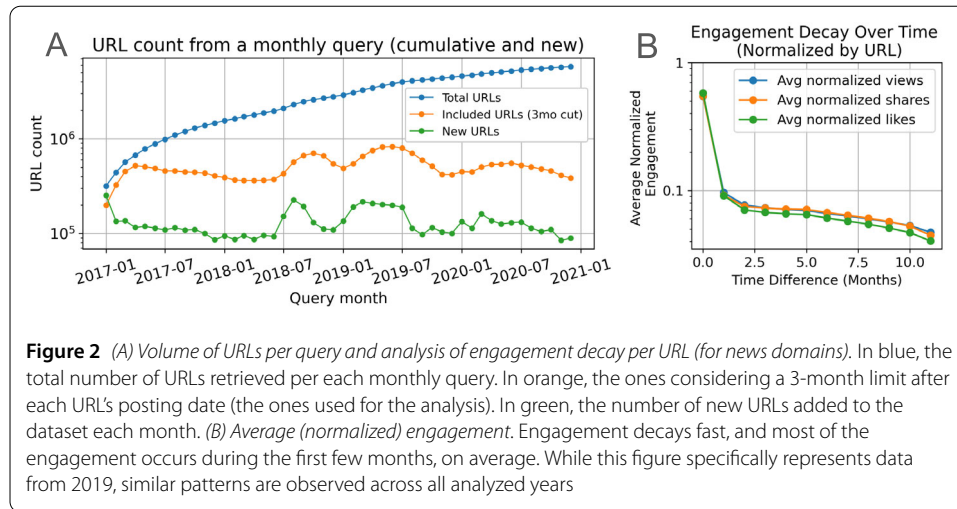 A
URL count from a monthly query (cumulative and new)
Total URLs
Included URLs (3mo cut)
New URLs
URL count
10^6
10^5
2017-01
2017-07
2018-01
2018-07
2019-01
2019-07
2020-01
2020-07
2021-01
Query month
B
Engagement Decay Over Time
(Normalized by URL)
Avg normalized views
Avg normalized shares
Avg normalized likes
Average Normalized
Engagement
1
0.1
0.0
2.5
5.0
7.5
10.0
Time Difference (Months)
Figure 2 (A) Volume of URLs per query and analysis of engagement decay per URL (for news domains). In blue, the
total number of URLs retrieved per each monthly query. In orange, the ones considering a 3-month limit after
each URL's posting date (the ones used for the analysis). In green, the number of new URLs added to the
dataset each month. (B) Average (normalized) engagement. Engagement decays fast, and most of the
engagement occurs during the first few months, on average. While this figure specifically represents data
from 2019, similar patterns are observed across all analyzed years